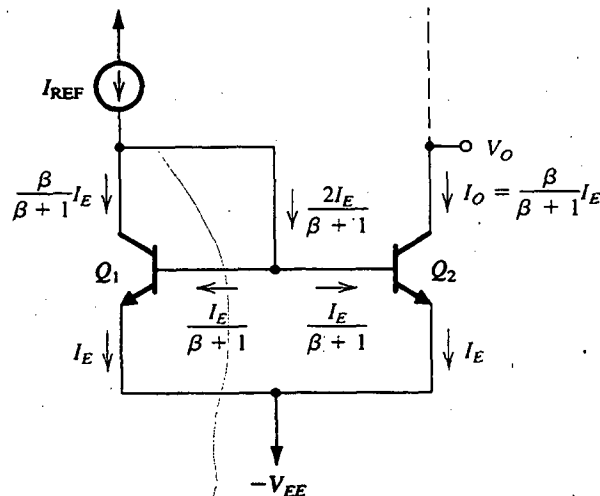 I_REF
V_O
β/(β + 1) I_E
2I_E/(β + 1)
I_O = β/(β + 1) I_E
Q_1
Q_2
I_E/(β + 1)
I_E/(β + 1)
I_E
I_E
−V_EE